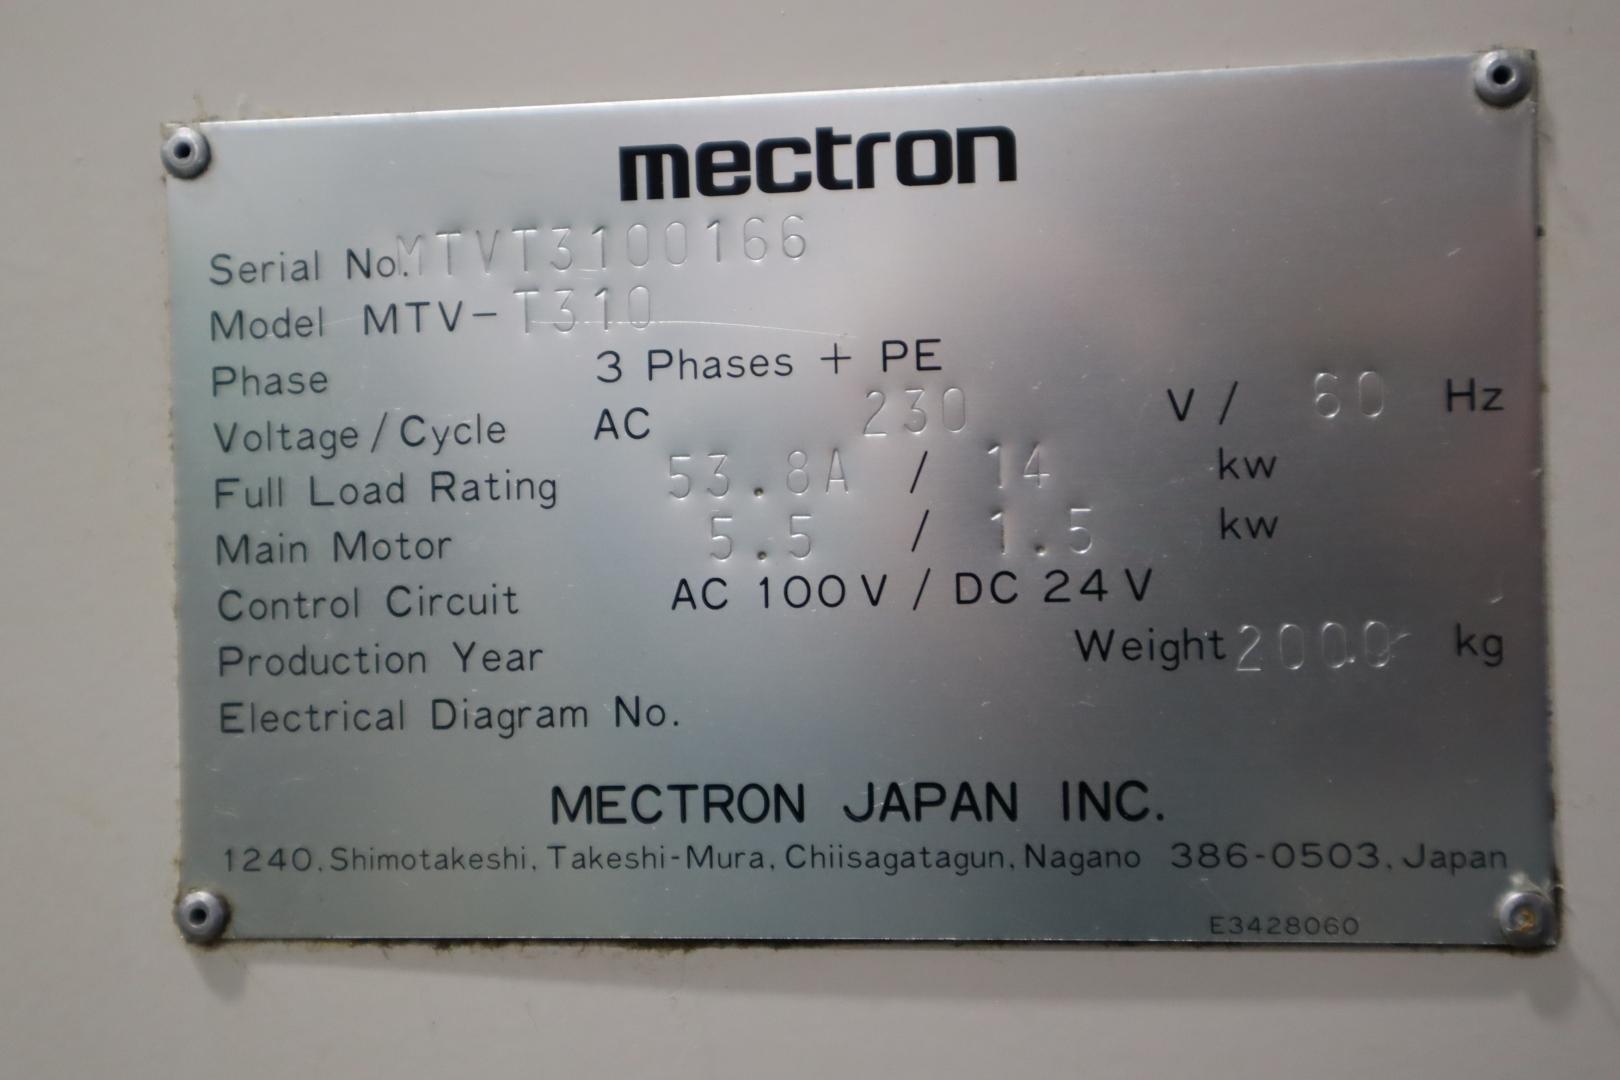 mectron
Serial No. MTVT3100166
Model MTV-T310
Phase 3 Phases + PE
Voltage / Cycle AC 230 V / 60 Hz
Full Load Rating 53.8A / 14 kw
Main Motor 5.5 / 1.5 kw
Control Circuit AC 100V / DC 24V
Production Year Weight 2000 kg
Electrical Diagram No.
MECTRON JAPAN INC.
1240, Shimotakeshi, Takeshi-Mura, Chiisagatagun, Nagano 386-0503, Japan
E3428060